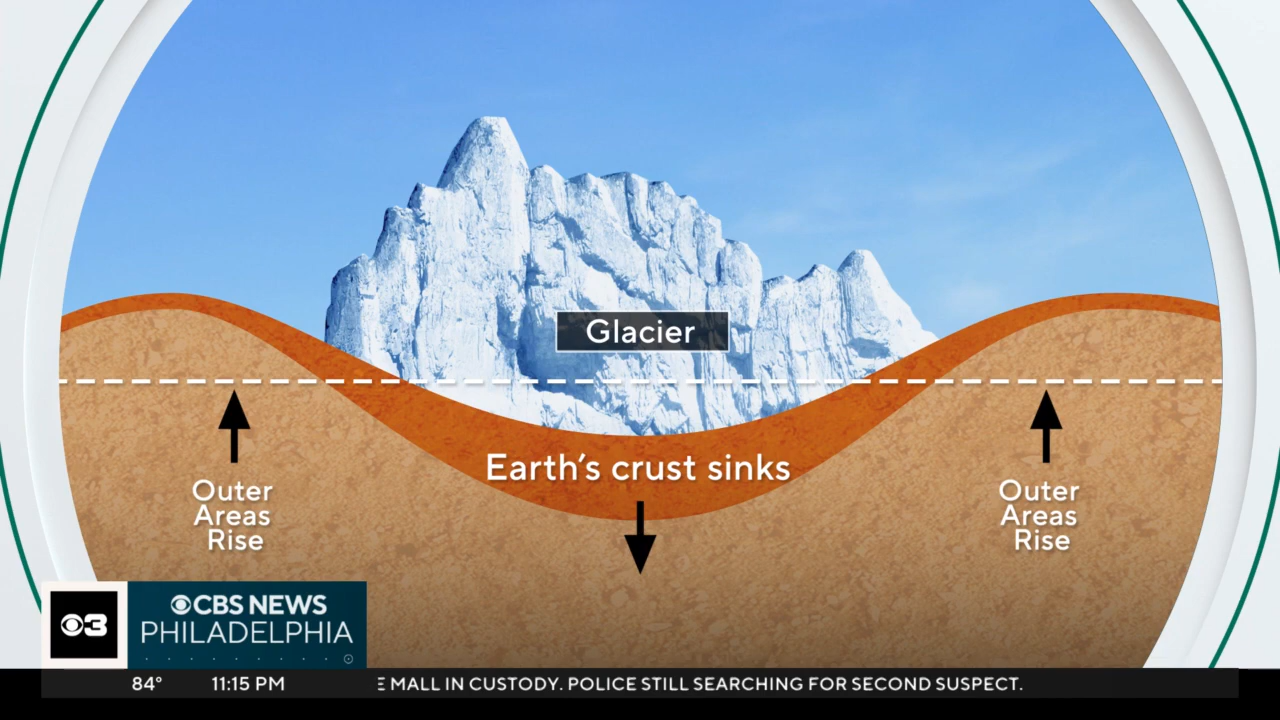 Glacier
Earth's crust sinks
Outer
Areas
Rise
Outer
Areas
Rise
3
CBS NEWS
PHILADELPHIA
84° 11:15 PM MALL IN CUSTODY. POLICE STILL SEARCHING FOR SECOND SUSPECT.